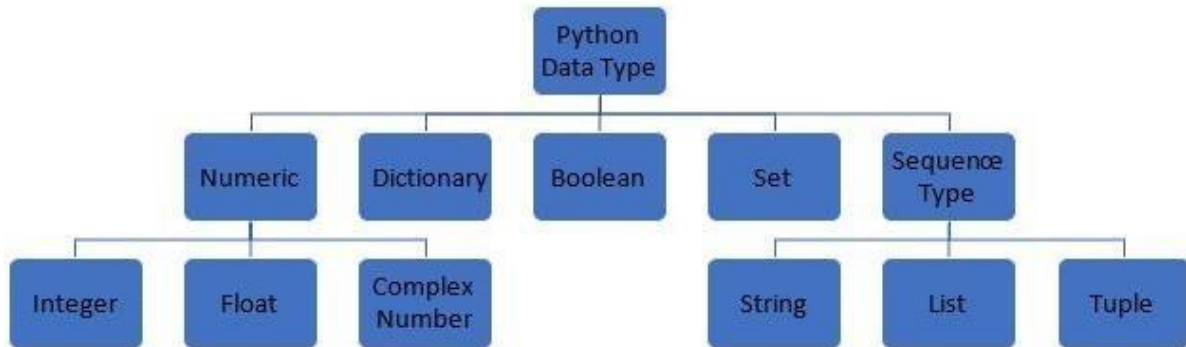 Python
Data Type
Numeric
Dictionary
Boolean
Set
Sequence
Type
Integer
Float
Complex
Number
String
List
Tuple